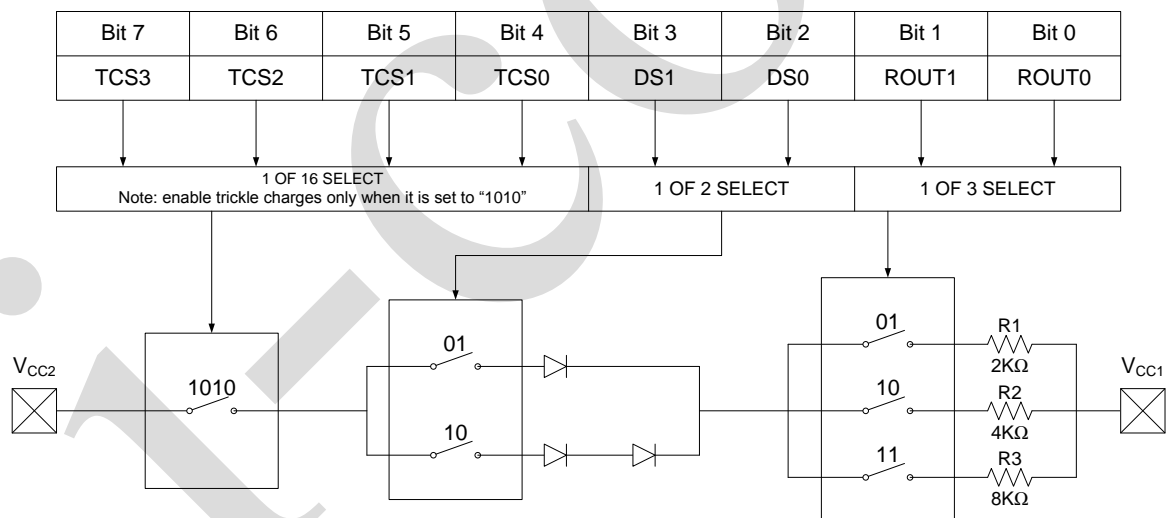 Bit 7 Bit 6 Bit 5 Bit 4 Bit 3 Bit 2 Bit 1 Bit 0
TCS3 TCS2 TCS1 TCS0 DS1 DS0 ROUT1 ROUT0
1 OF 16 SELECT
Note: enable trickle charges only when it is set to “1010”
1 OF 2 SELECT
1 OF 3 SELECT
VCC2
1010
01
10
01
10
11
R1
2KΩ
R2
4KΩ
R3
8KΩ
VCC1